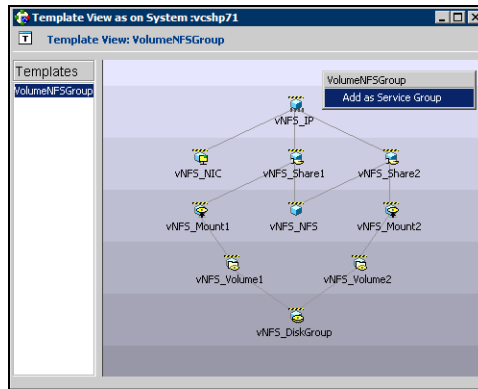 Template View as on System :vcshp71
Template View: VolumeNFSGroup
Templates
VolumeNFSGroup
VolumeNFSGroup
Add as Service Group
vNFS_IP
vNFS_NIC
vNFS_Share1
vNFS_Share2
vNFS_Mount1
vNFS_NFS
vNFS_Mount2
vNFS_Volume1
vNFS_Volume2
vNFS_DiskGroup